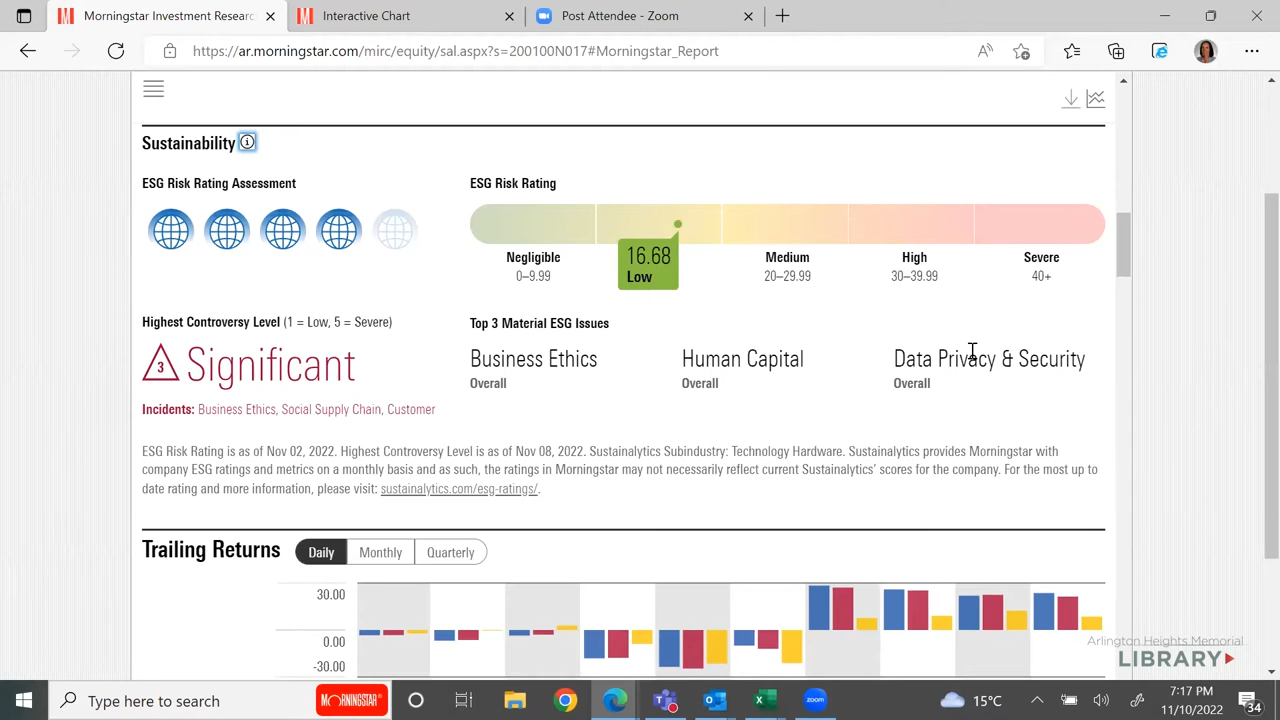 Morningstar Investment Resear
Interactive Chart
Post Attendee - Zoom
https://ar.morningstar.com/mirc/equity/sal.aspx?s=200100N017#Morningstar_Report
Sustainability
ESG Risk Rating Assessment
ESG Risk Rating
16.68
Low
Negligible
0–9.99
Medium
20–29.99
High
30–39.99
Severe
40+
Highest Controversy Level (1 = Low, 5 = Severe)
3 Significant
Incidents: Business Ethics, Social Supply Chain, Customer
Top 3 Material ESG Issues
Business Ethics
Overall
Human Capital
Overall
Data Privacy & Security
Overall
ESG Risk Rating is as of Nov 02, 2022. Highest Controversy Level is as of Nov 08, 2022. Sustainalytics Subindustry: Technology Hardware. Sustainalytics provides Morningstar with
company ESG ratings and metrics on a monthly basis and as such, the ratings in Morningstar may not necessarily reflect current Sustainalytics’ scores for the company. For the most up to
date rating and more information, please visit: sustainalytics.com/esg-ratings/.
Trailing Returns
Daily
Monthly
Quarterly
30.00
0.00
-30.00
Arlington Heights Memorial
LIBRARY
Type here to search
MORNINGSTAR
zoom
15°C
7:17 PM
11/10/2022
34